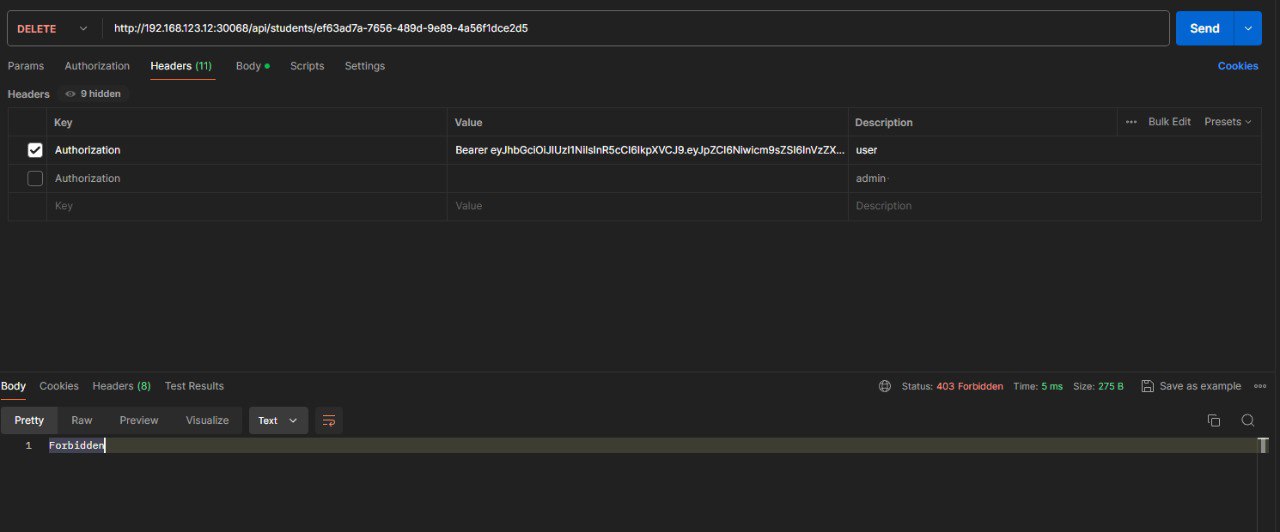 DELETE http://192.168.123.12:30068/api/students/ef63ad7a-7656-489d-9e89-4a56f1dce2d5 Send
Params Authorization Headers (11) Body Scripts Settings Cookies
Headers 9 hidden
Key Value Description ••• Bulk Edit Presets
Authorization Bearer eyJhbGciOiJIUzI1NiIsInR5cCI6IkpXVCJ9.eyJpZCI6Niwicm9sZSI6InVzZX... user
Authorization admin-
Key Value Description
Body Cookies Headers (8) Test Results Status: 403 Forbidden Time: 5 ms Size: 275 B Save as example
Pretty Raw Preview Visualize Text
1 Forbidden